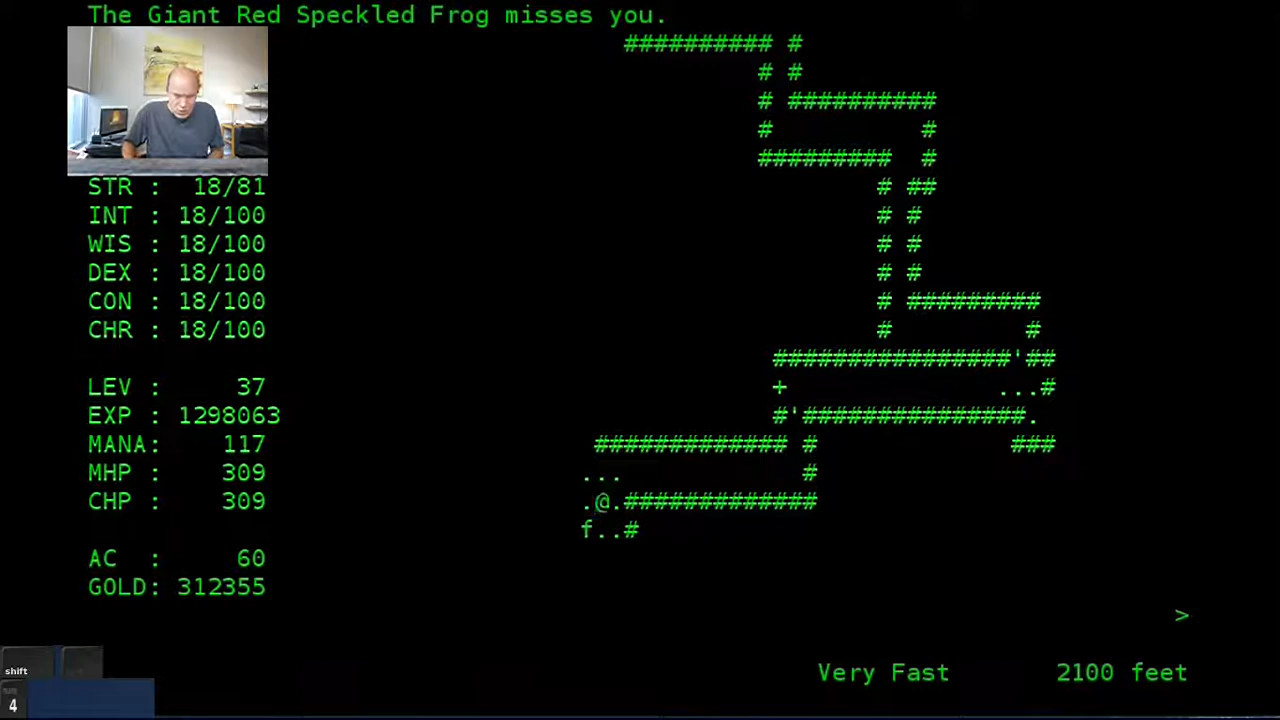 The Giant Red Speckled Frog misses you.
########## #
# #
# ##########
# #
######### #
STR : 18/81 # ##
INT : 18/100 # #
WIS : 18/100 # #
DEX : 18/100 # #
CON : 18/100 # #########
CHR : 18/100 # #
################'##
LEV : 37 + ...#
EXP : 1298063 #'###############.
MANA: 117 ############# # ###
MHP : 309 ... #
CHP : 309 .@.#############
f..#
AC : 60
GOLD: 312355
>
shift
Very Fast 2100 feet
4